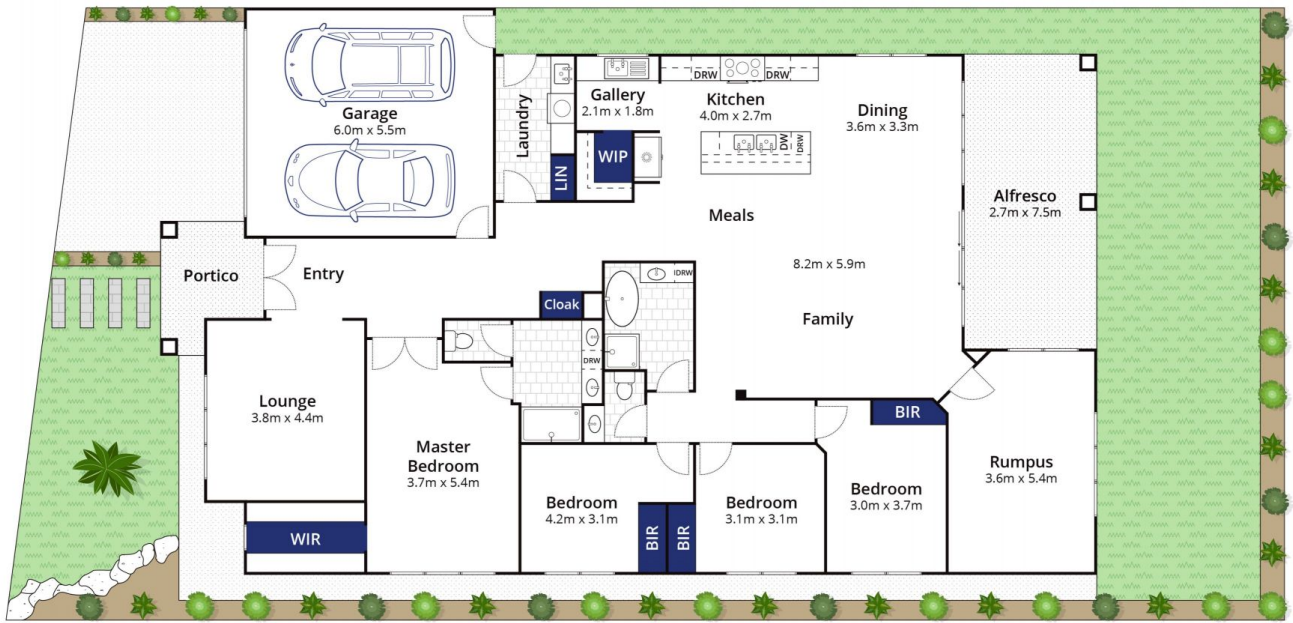 Garage
6.0m x 5.5m
Laundry
LIN
Gallery
2.1m x 1.8m
WIP
DRW
DRW
Kitchen
4.0m x 2.7m
DW
DRW
Dining
3.6m x 3.3m
Alfresco
2.7m x 7.5m
Meals
8.2m x 5.9m
Family
Portico
Entry
Cloak
DRW
DRW
Lounge
3.8m x 4.4m
WIR
Master
Bedroom
3.7m x 5.4m
Bedroom
4.2m x 3.1m
BIR
BIR
Bedroom
3.1m x 3.1m
BIR
Bedroom
3.0m x 3.7m
Rumpus
3.6m x 5.4m